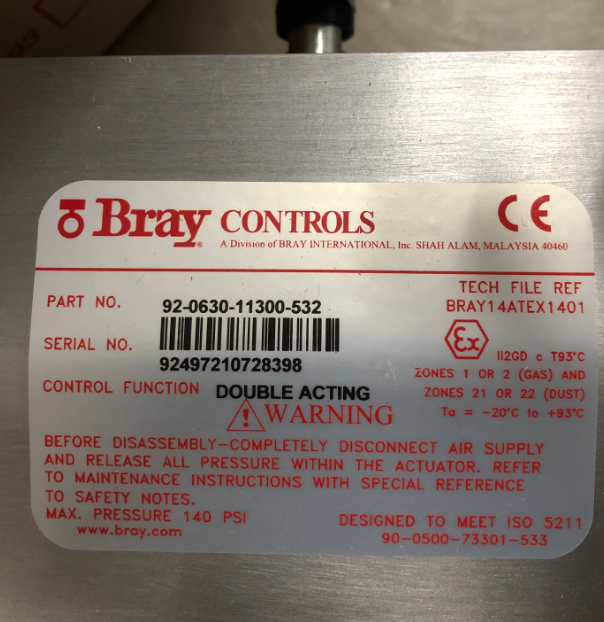 Bray CONTROLS CE
A Division of BRAY INTERNATIONAL, Inc. SHAH ALAM, MALAYSIA 40460
TECH FILE REF
BRAY14ATEX1401
PART NO. 92-0630-11300-532
SERIAL NO.
92497210728398
Ex II2GD c T93°C
ZONES 1 OR 2 (GAS) AND
ZONES 21 OR 22 (DUST)
Ta = -20°C to +93°C
CONTROL FUNCTION DOUBLE ACTING
WARNING
BEFORE DISASSEMBLY-COMPLETELY DISCONNECT AIR SUPPLY
AND RELEASE ALL PRESSURE WITHIN THE ACTUATOR. REFER
TO MAINTENANCE INSTRUCTIONS WITH SPECIAL REFERENCE
TO SAFETY NOTES.
MAX. PRESSURE 140 PSI
www.bray.com
DESIGNED TO MEET ISO 5211
90-0500-73301-533